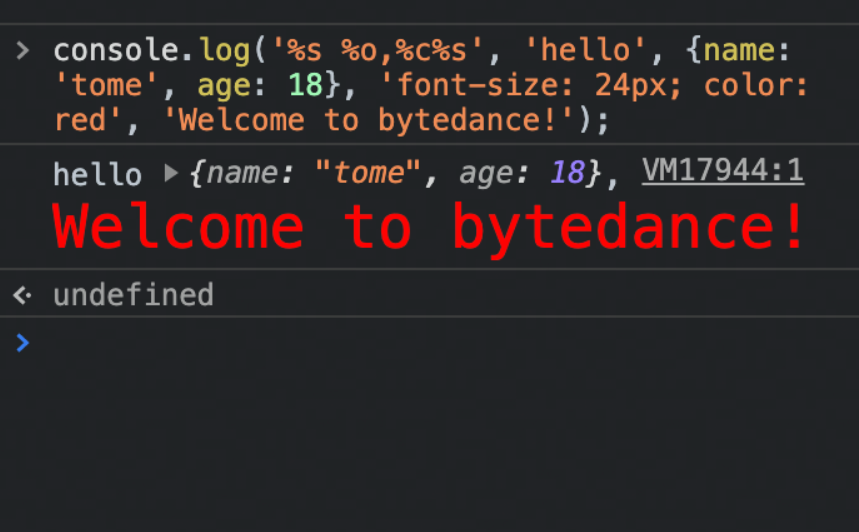 > console.log('%s %o,%c%s', 'hello', {name:
'tome', age: 18}, 'font-size: 24px; color:
red', 'Welcome to bytedance!');
hello ▶ {name: "tome", age: 18}, VM17944:1
Welcome to bytedance!
undefined
>